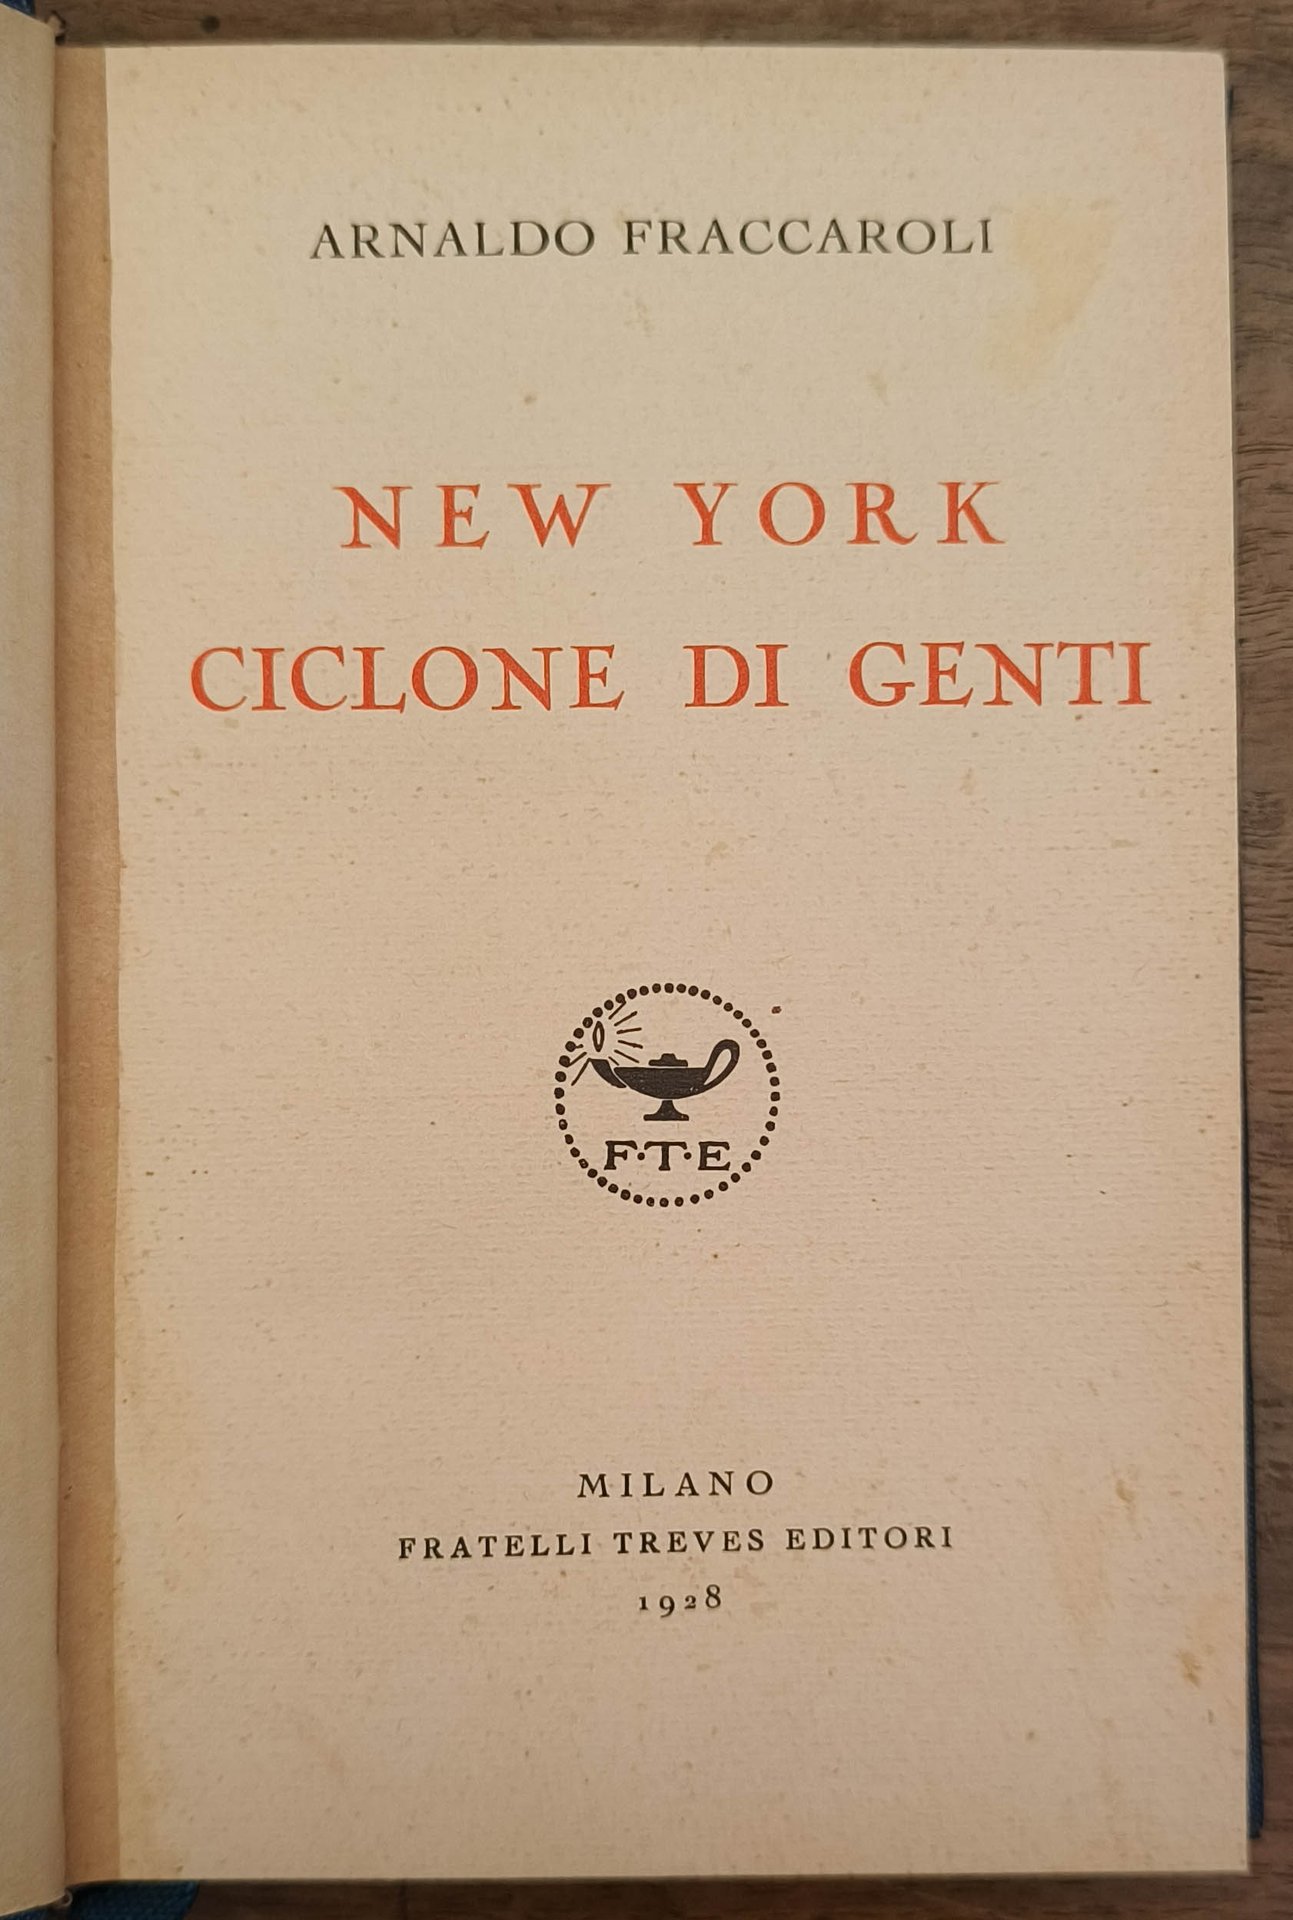 ARNALDO FRACCAROLI
NEW YORK
CICLONE DI GENTI
F·T·E
MILANO
FRATELLI TREVES EDITORI
1928